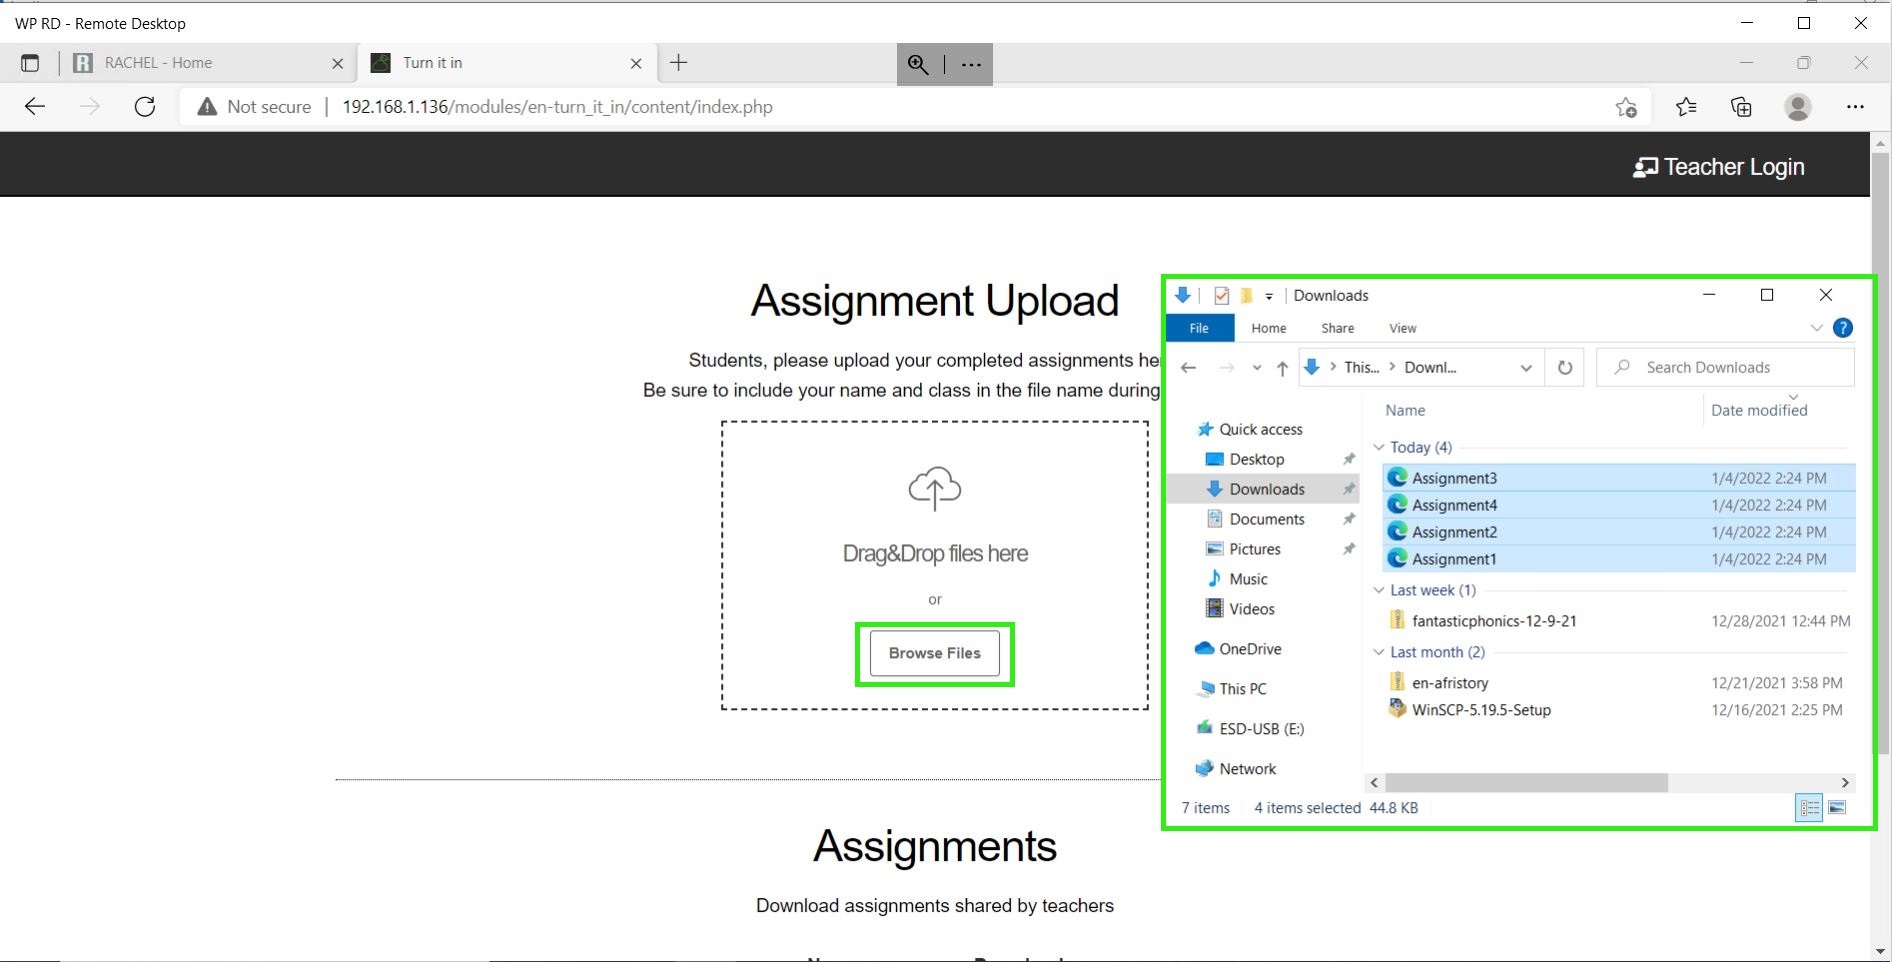 WP RD - Remote Desktop
RACHEL - Home
Turn it in
Not secure | 192.168.1.136/modules/en-turn_it_in/content/index.php
Teacher Login
Assignment Upload
Students, please upload your completed assignments
Be sure to include your name and class in the file name during
Drag&Drop files here
or
Browse Files
Assignments
Download assignments shared by teachers
Downloads
File Home Share View
This... > Downl...
Search Downloads
Name Date modified
Quick access
Desktop
Downloads
Documents
Pictures
Music
Videos
OneDrive
This PC
ESD-USB (E:)
Network
Today (4)
Assignment3 1/4/2022 2:24 PM
Assignment4 1/4/2022 2:24 PM
Assignment2 1/4/2022 2:24 PM
Assignment1 1/4/2022 2:24 PM
Last week (1)
fantasticphonics-12-9-21 12/28/2021 12:44 PM
Last month (2)
en-afristory 12/21/2021 3:58 PM
WinSCP-5.19.5-Setup 12/16/2021 2:25 PM
7 items 4 items selected 44.8 KB